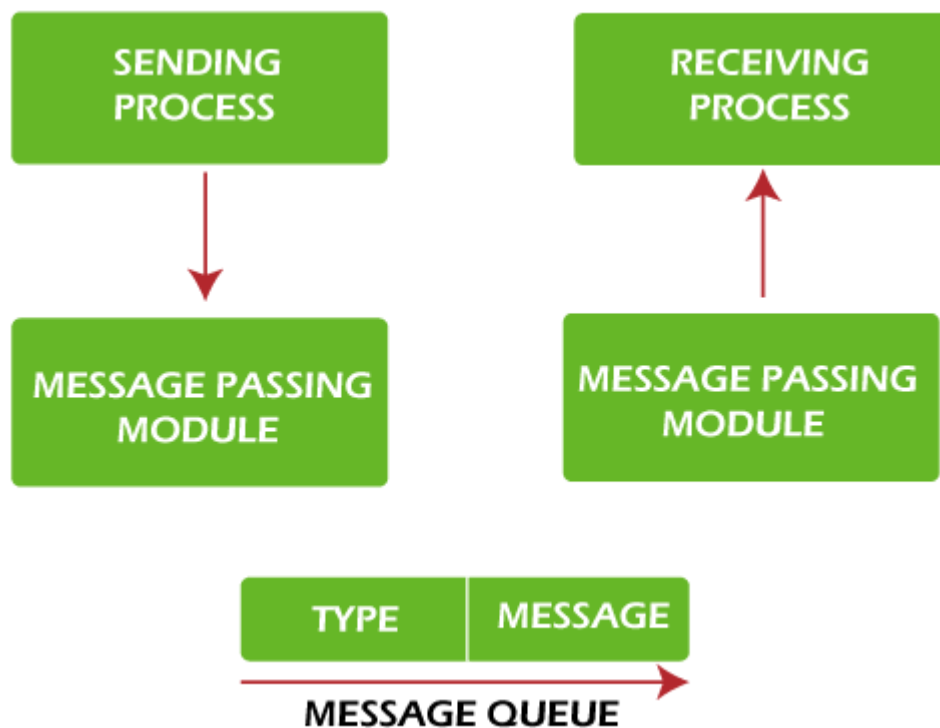 SENDING
PROCESS
RECEIVING
PROCESS
MESSAGE PASSING
MODULE
MESSAGE PASSING
MODULE
TYPE
MESSAGE
MESSAGE QUEUE